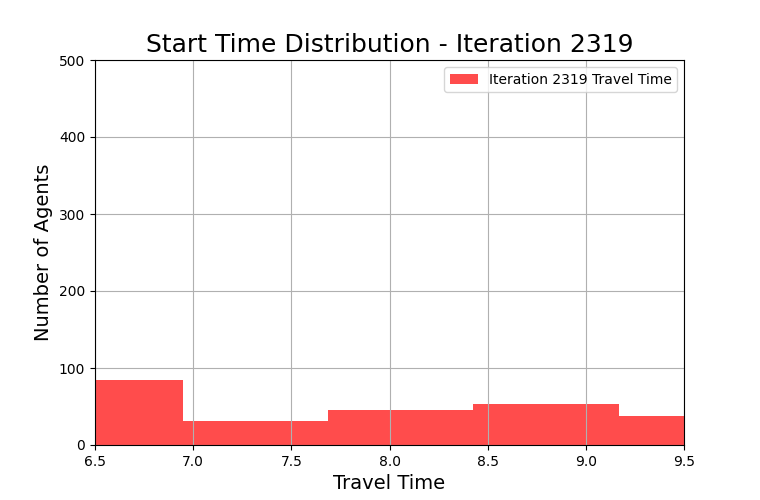 Start Time Distribution - Iteration 2319
Iteration 2319 Travel Time
Number of Agents
500
400
300
200
100
0
6.5 7.0 7.5 8.0 8.5 9.0 9.5
Travel Time